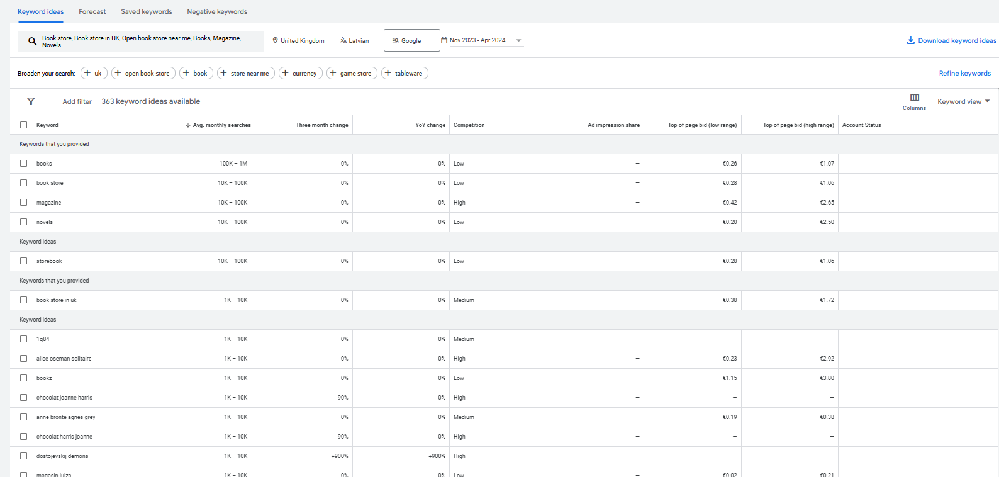 Keyword ideas Forecast Saved keywords Negative keywords
Book store, Book store in UK, Open book store near me, Books, Magazine,
Novels
United Kingdom Latvian Google Nov 2023 - Apr 2024 Download keyword ideas
Broaden your search: uk open book store book store near me currency game store tableware Refine keywords
Add filter 363 keyword ideas available Columns Keyword view
Keyword Avg. monthly searches Three month change YoY change Competition Ad impression share Top of page bid (low range) Top of page bid (high range) Account Status
Keywords that you provided
books 100K – 1M 0% 0% Low – €0.26 €1.07
book store 10K – 100K 0% 0% Low – €0.28 €1.06
magazine 10K – 100K 0% 0% High – €0.42 €2.65
novels 10K – 100K 0% 0% Low – €0.20 €2.50
Keyword ideas
storebook 10K – 100K 0% 0% Low – €0.28 €1.06
Keywords that you provided
book store in uk 1K – 10K 0% 0% Medium – €0.38 €1.72
Keyword ideas
1q84 1K – 10K 0% 0% Medium – – –
alice oseman solitaire 1K – 10K 0% 0% High – €0.23 €2.92
bookz 1K – 10K 0% 0% Low – €1.15 €3.80
chocolat joanne harris 1K – 10K -90% 0% High – – –
anne brontë agnes grey 1K – 10K 0% 0% Medium – €0.19 €0.38
chocolat harris joanne 1K – 10K -90% 0% High – – –
dostojevskij demons 1K – 10K +900% +900% High – – –
magasin luiza 1K – 10K 0% 0% Low – €0.02 €0.21